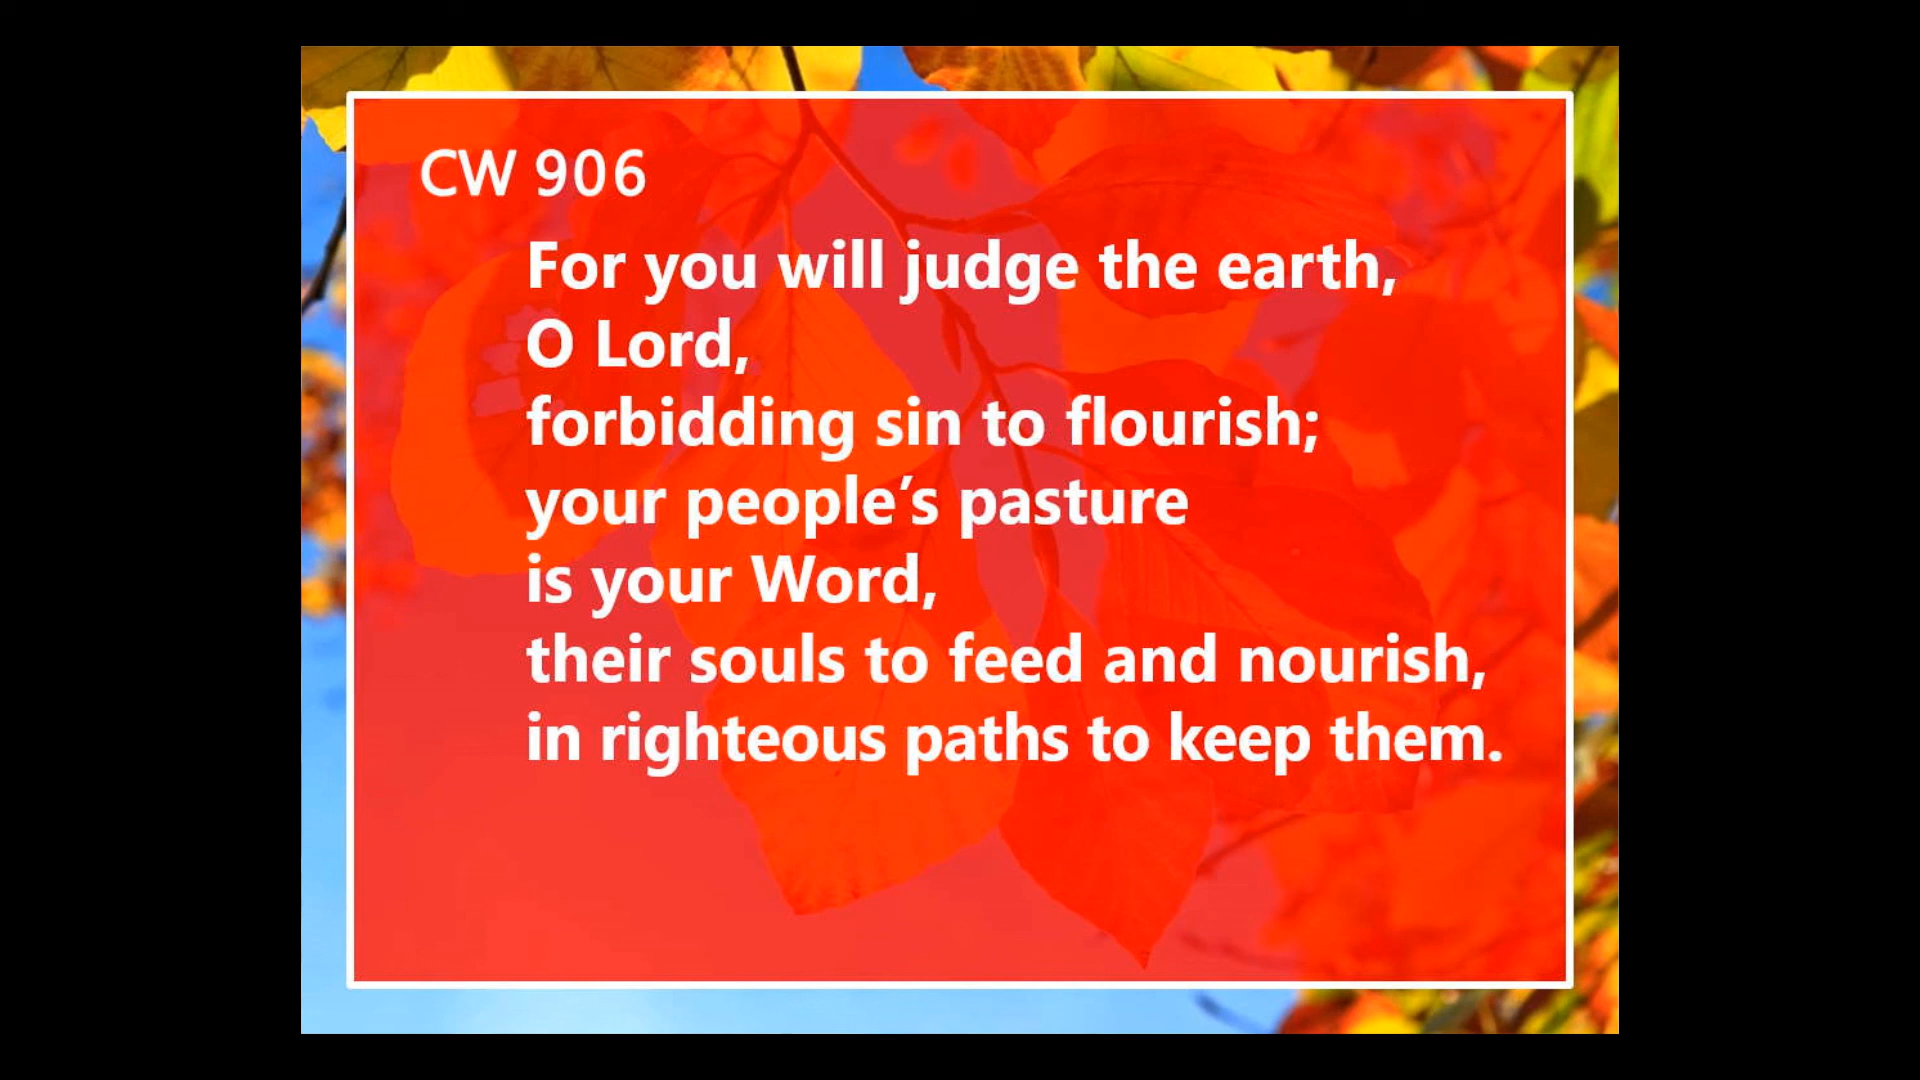 CW 906
For you will judge the earth,
O Lord,
forbidding sin to flourish;
your people’s pasture
is your Word,
their souls to feed and nourish,
in righteous paths to keep them.